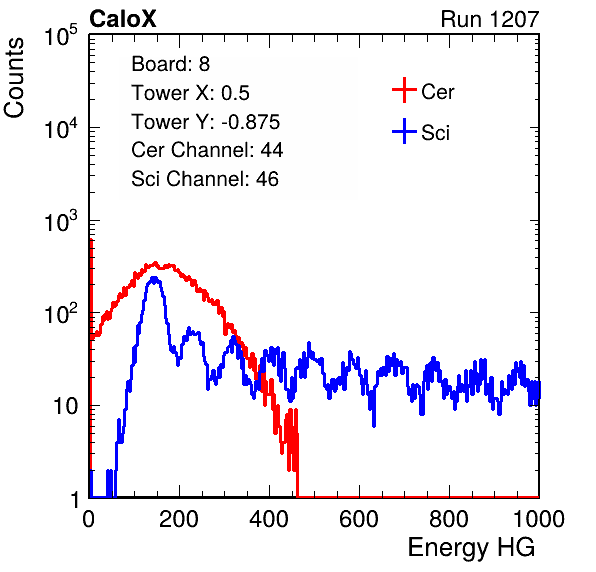 CaloX Run 1207
Counts
10^5
10^4
10^3
10^2
10
1
Board: 8
Tower X: 0.5
Tower Y: -0.875
Cer Channel: 44
Sci Channel: 46
Cer
Sci
0 200 400 600 800 1000
Energy HG